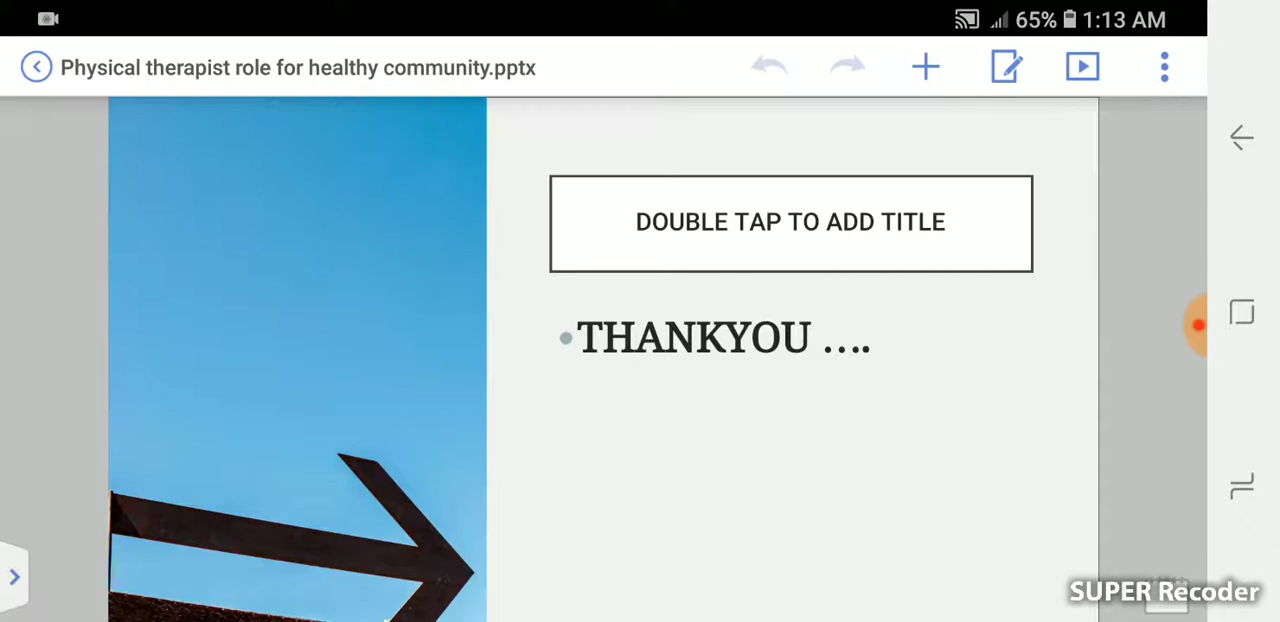 65% 1:13 AM
Physical therapist role for healthy community.pptx
DOUBLE TAP TO ADD TITLE
•THANKYOU ....
SUPER Recoder